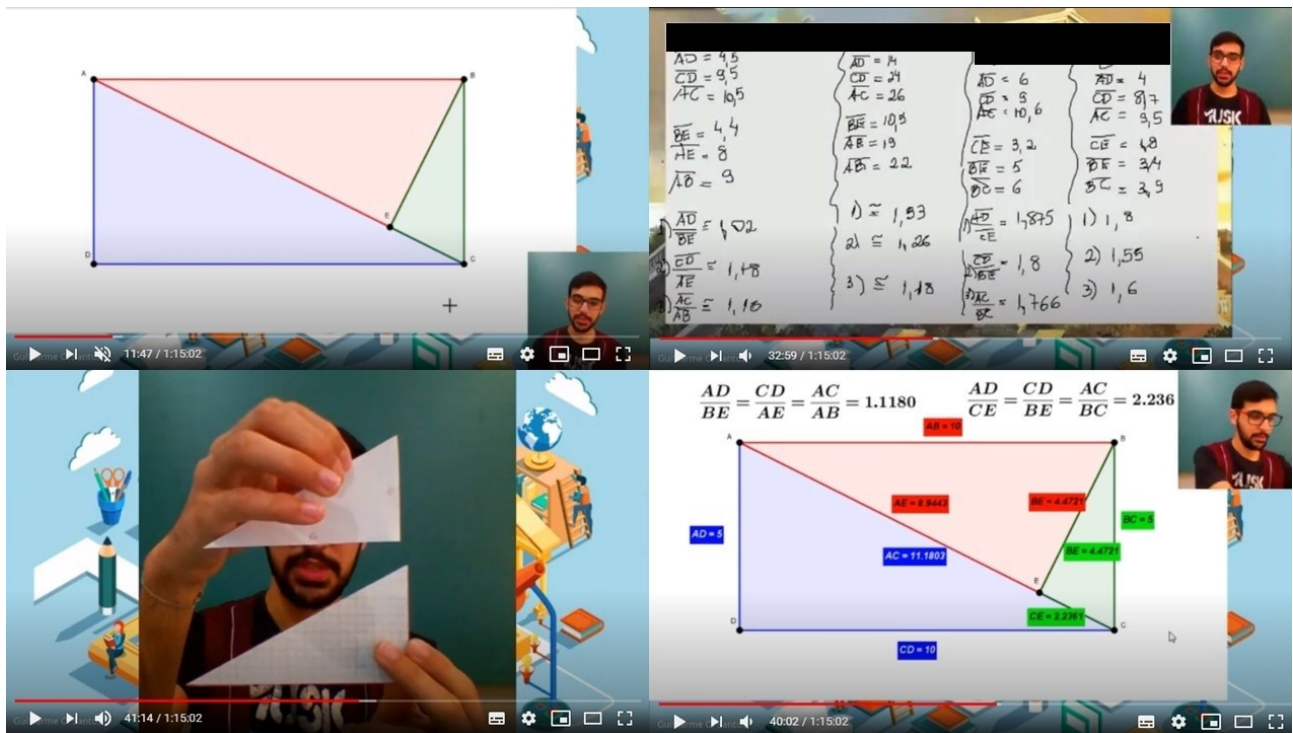 A
B
E
D
C
11:47 / 1:15:02
AD = 4,5
CD = 9,5
AC = 10,5
BE = 4,4
AE = 8
AB = 9
1) AD/BE ≅ 1,02
2) CD/AE ≅ 1,18
3) AC/AB ≅ 1,16
AD = 14
CD = 24
AC = 26
BE = 10,9
AB = 19
AB = 22
1) ≅ 1,93
2) ≅ 1,26
3) ≅ 1,18
AD = 6
CD = 9
AC = 10,6
CE = 3,2
BE = 5
BC = 6
1) AD/CE = 1,875
2) CD/BE = 1,8
3) AC/BC = 1,766
AD = 4
CD = 8,7
AC = 9,5
BE = 3,4
BC = 3,9
1) 1,8
2) 1,55
3) 1,6
32:59 / 1:15:02
41:14 / 1:15:02
AD/BE = CD/AE = AC/AB = 1.1180
AD/CE = CD/BE = AC/BC = 2.236
AB = 10
A
B
AE = 8.9443
BE = 4.4721
BC = 5
AD = 5
AC = 11.1803
BE = 4.4721
E
CE = 2.2361
D
C
CD = 10
40:02 / 1:15:02